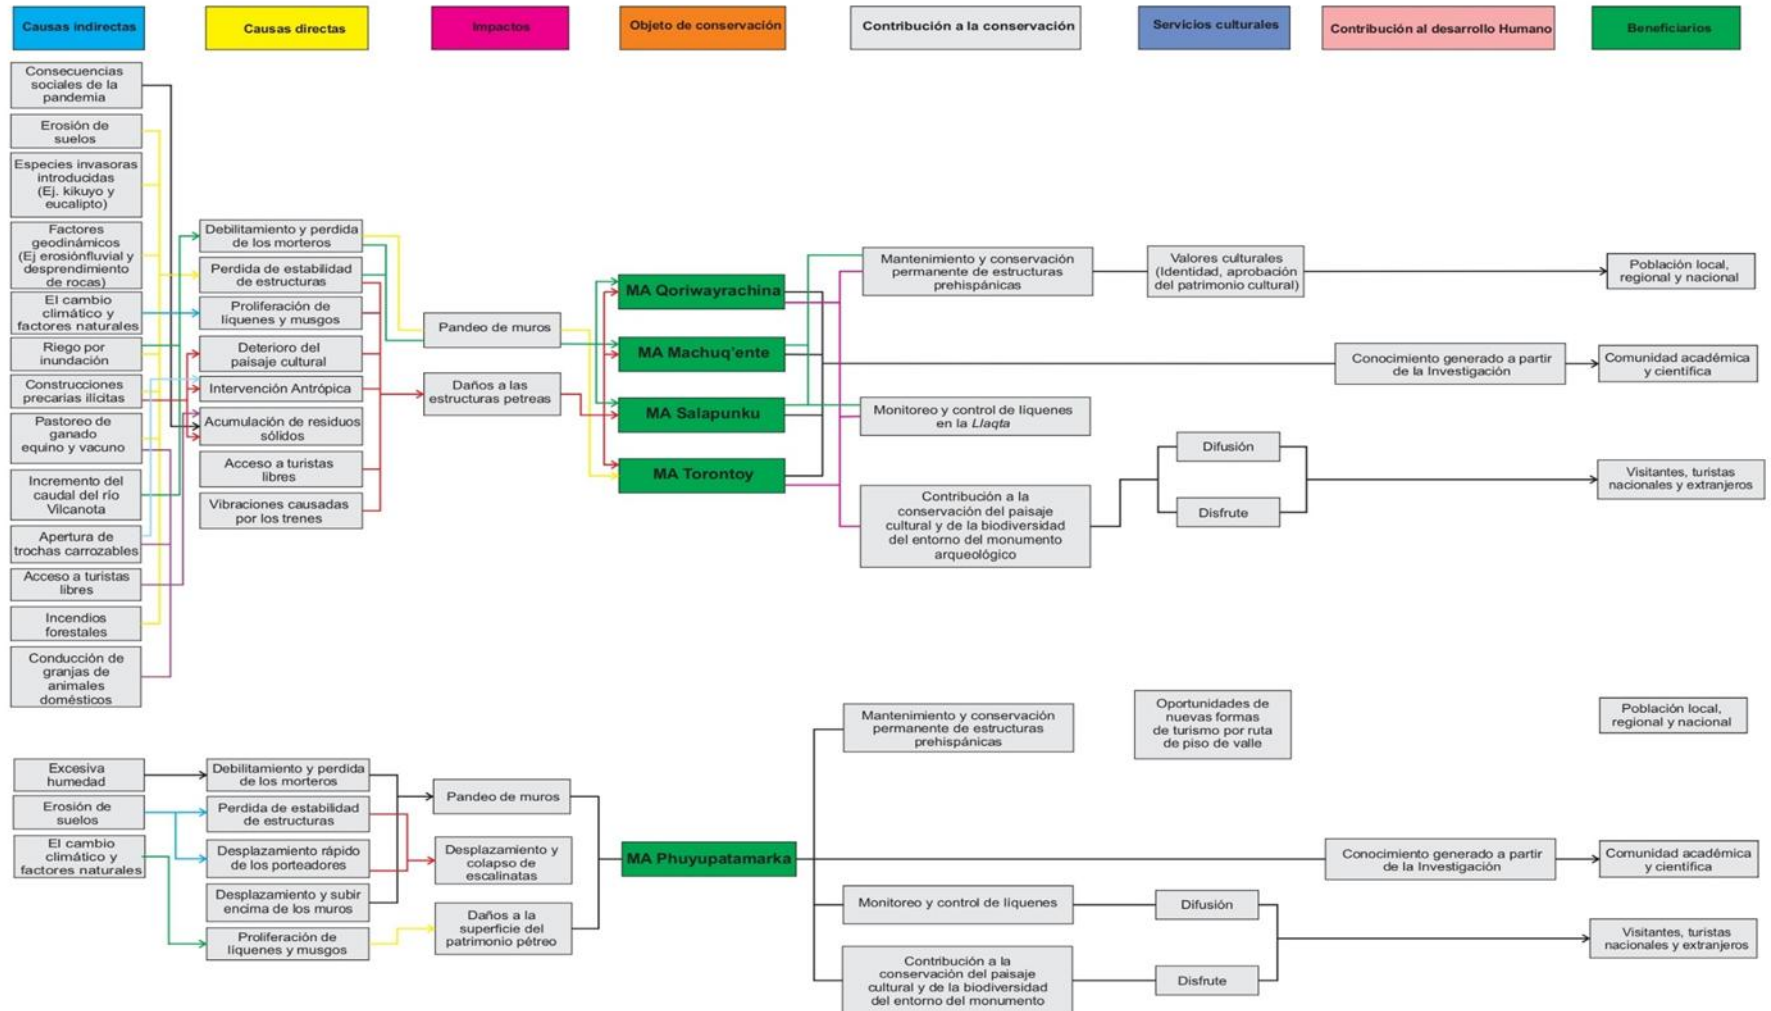 Causas indirectas
Causas directas
Impactos
Objeto de conservación
Contribución a la conservación
Servicios culturales
Contribución al desarrollo Humano
Beneficiarios
Consecuencias
sociales de la
pandemia
Erosión de
suelos
Especies invasoras
introducidas
(Ej. kikuyo y
eucalipto)
Factores
geodinámicos
(Ej erosiónfluvial y
desprendimiento
de rocas)
El cambio
climático y
factores naturales
Riego por
inundación
Construcciones
precarias ilícitas
Pastoreo de
ganado
equino y vacuno
Incremento del
caudal del río
Vilcanota
Apertura de
trochas carrozables
Acceso a turistas
libres
Incendios
forestales
Conducción de
granjas de
animales
domésticos
Debilitamiento y perdida
de los morteros
Perdida de estabilidad
de estructuras
Proliferación de
líquenes y musgos
Deterioro del
paisaje cultural
Intervención Antrópica
Acumulación de residuos
sólidos
Acceso a turistas
libres
Vibraciones causadas
por los trenes
Pandeo de muros
Daños a las
estructuras petreas
MA Qoriwayrachina
MA Machuq'ente
MA Salapunku
MA Torontoy
Mantenimiento y conservación
permanente de estructuras
prehispánicas
Monitoreo y control de líquenes
en la Llaqta
Contribución a la
conservación del paisaje
cultural y de la biodiversidad
del entorno del monumento
arqueológico
Valores culturales
(Identidad, aprobación
del patrimonio cultural)
Difusión
Disfrute
Conocimiento generado a partir
de la Investigación
Población local,
regional y nacional
Comunidad académica
y científica
Visitantes, turistas
nacionales y extranjeros
Excesiva
humedad
Erosión de
suelos
El cambio
climático y
factores naturales
Debilitamiento y perdida
de los morteros
Perdida de estabilidad
de estructuras
Desplazamiento rápido
de los porteadores
Desplazamiento y subir
encima de los muros
Proliferación de
líquenes y musgos
Pandeo de muros
Desplazamiento y
colapso de
escalinatas
Daños a la
superficie del
patrimonio pétreo
MA Phuyupatamarka
Mantenimiento y conservación
permanente de estructuras
prehispánicas
Monitoreo y control de líquenes
Contribución a la
conservación del paisaje
cultural y de la biodiversidad
del entorno del monumento
Oportunidades de
nuevas formas
de turismo por ruta
de piso de valle
Difusión
Disfrute
Conocimiento generado a partir
de la Investigación
Población local,
regional y nacional
Comunidad académica
y científica
Visitantes, turistas
nacionales y extranjeros